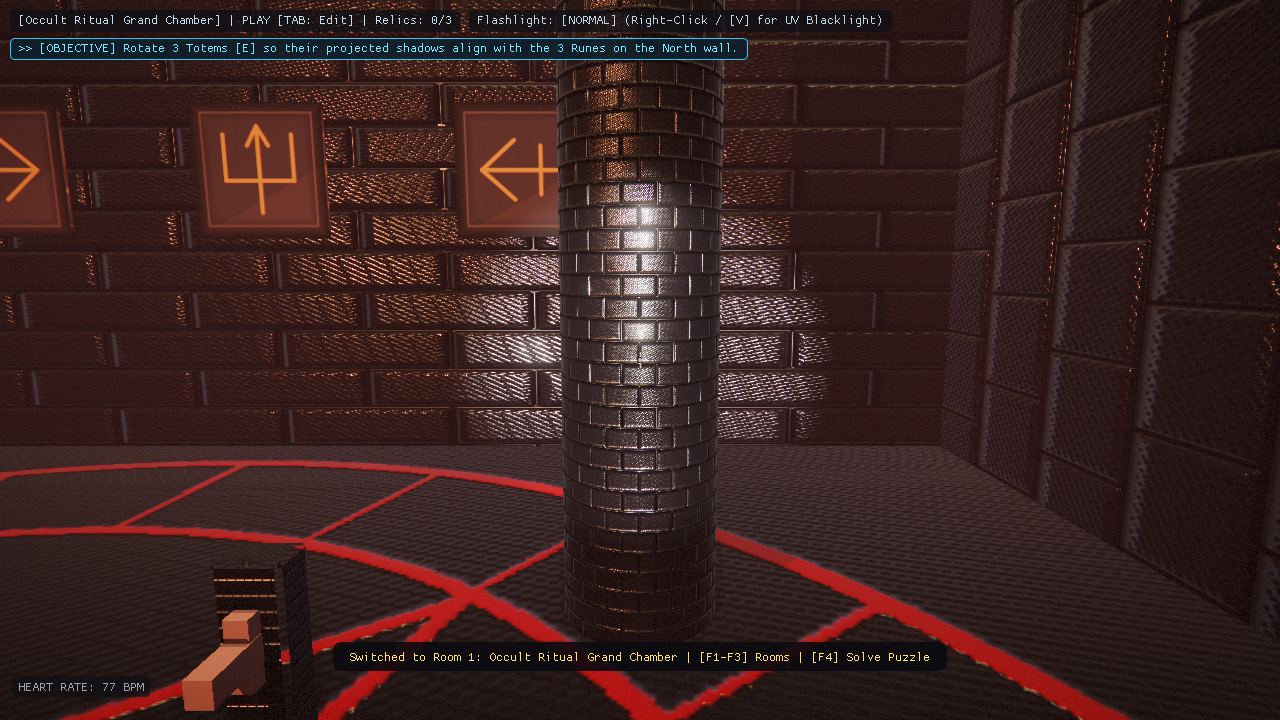 [Occult Ritual Grand Chamber] | PLAY [TAB: Edit] | Relics: 0/3 Flashlight: [NORMAL] (Right-Click / [V] for UV Blacklight)
>> [OBJECTIVE] Rotate 3 Totems [E] so their projected shadows align with the 3 Runes on the North wall.
Switched to Room 1: Occult Ritual Grand Chamber | [F1-F3] Rooms | [F4] Solve Puzzle
HEART RATE: 77 BPM